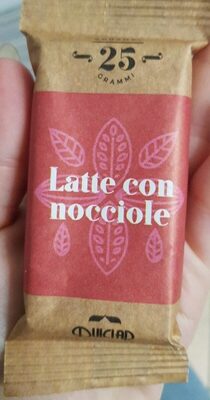 25
GRAMMI
Latte con
nocciole